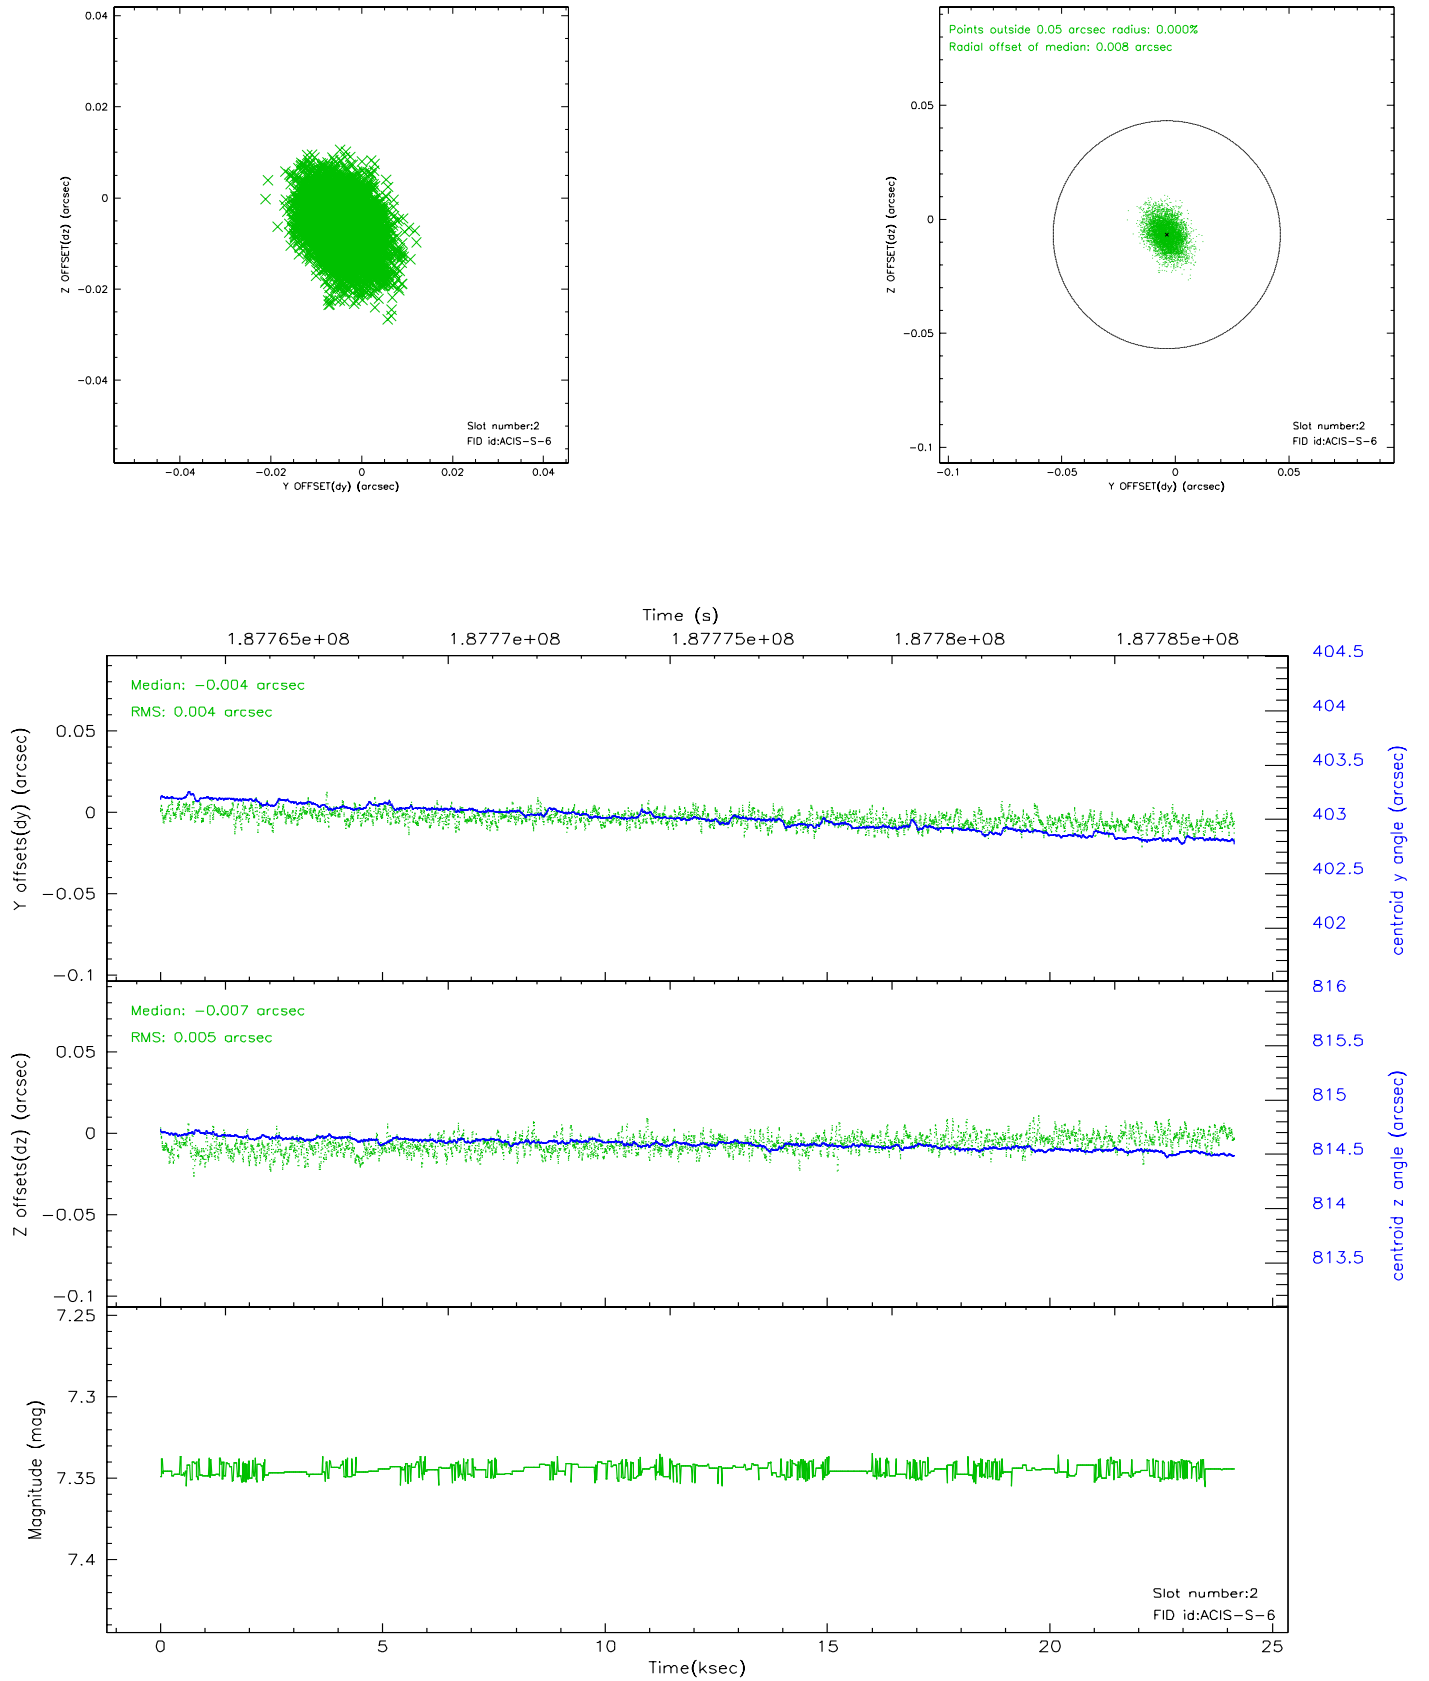 0.04
0.02
0
−0.02
−0.04
Z OFFSET(dz) (arcsec)
Slot number:2
FID id:ACIS−S−6
−0.04
−0.02
0
0.02
0.04
Y OFFSET(dy) (arcsec)
Points outside 0.05 arcsec radius: 0.000%
Radial offset of median: 0.008 arcsec
0.05
0
−0.05
−0.1
Z OFFSET(dz) (arcsec)
Slot number:2
FID id:ACIS−S−6
−0.1
−0.05
0
0.05
Y OFFSET(dy) (arcsec)
Time (s)
1.87765e+08
1.8777e+08
1.87775e+08
1.8778e+08
1.87785e+08
Median: −0.004 arcsec
RMS: 0.004 arcsec
0.05
0
−0.05
−0.1
Y offsets(dy) (arcsec)
404.5
404
403.5
403
402.5
402
centroid y angle (arcsec)
Median: −0.007 arcsec
RMS: 0.005 arcsec
0.05
0
−0.05
−0.1
Z offsets(dz) (arcsec)
816
815.5
815
814.5
814
813.5
centroid z angle (arcsec)
7.25
7.3
7.35
7.4
Magnitude (mag)
Slot number:2
FID id:ACIS−S−6
0
5
10
15
20
25
Time(ksec)